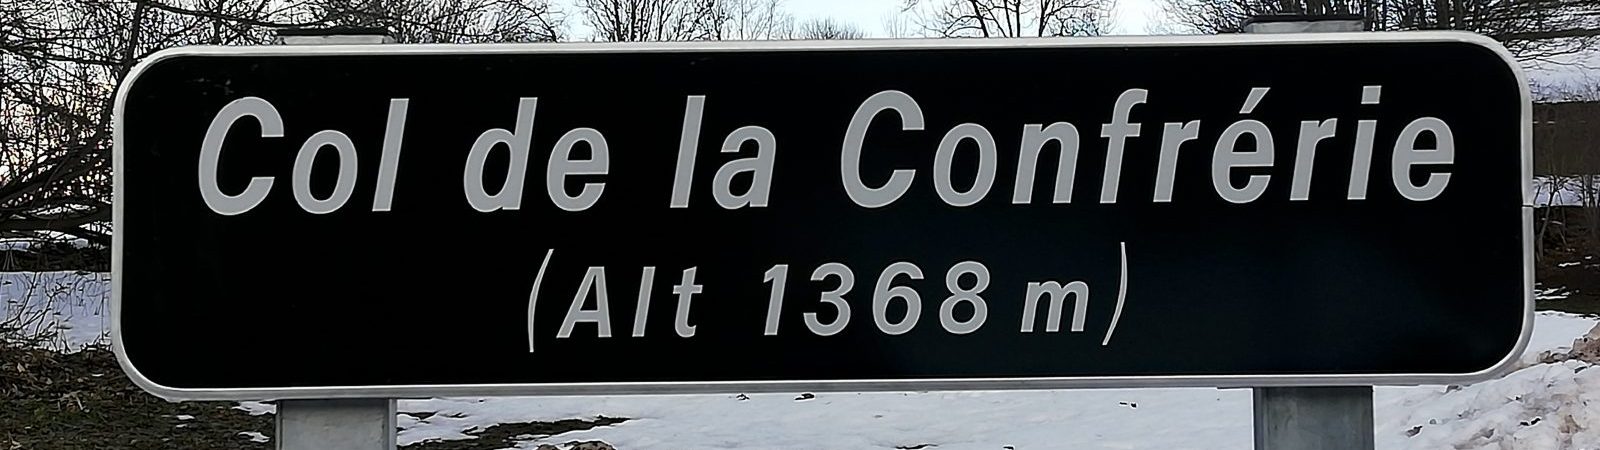 Col de la Confrérie
(Alt 1368 m)